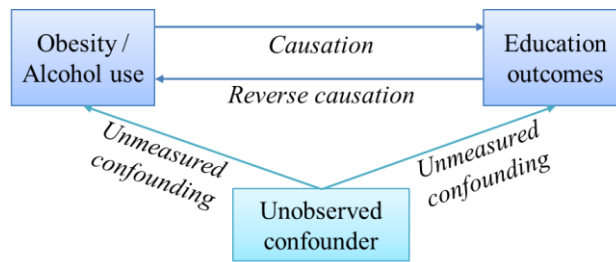 Obesity /
Alcohol use
Causation
Education
outcomes
Reverse causation
Unmeasured
confounding
Unmeasured
confounding
Unobserved
confounder